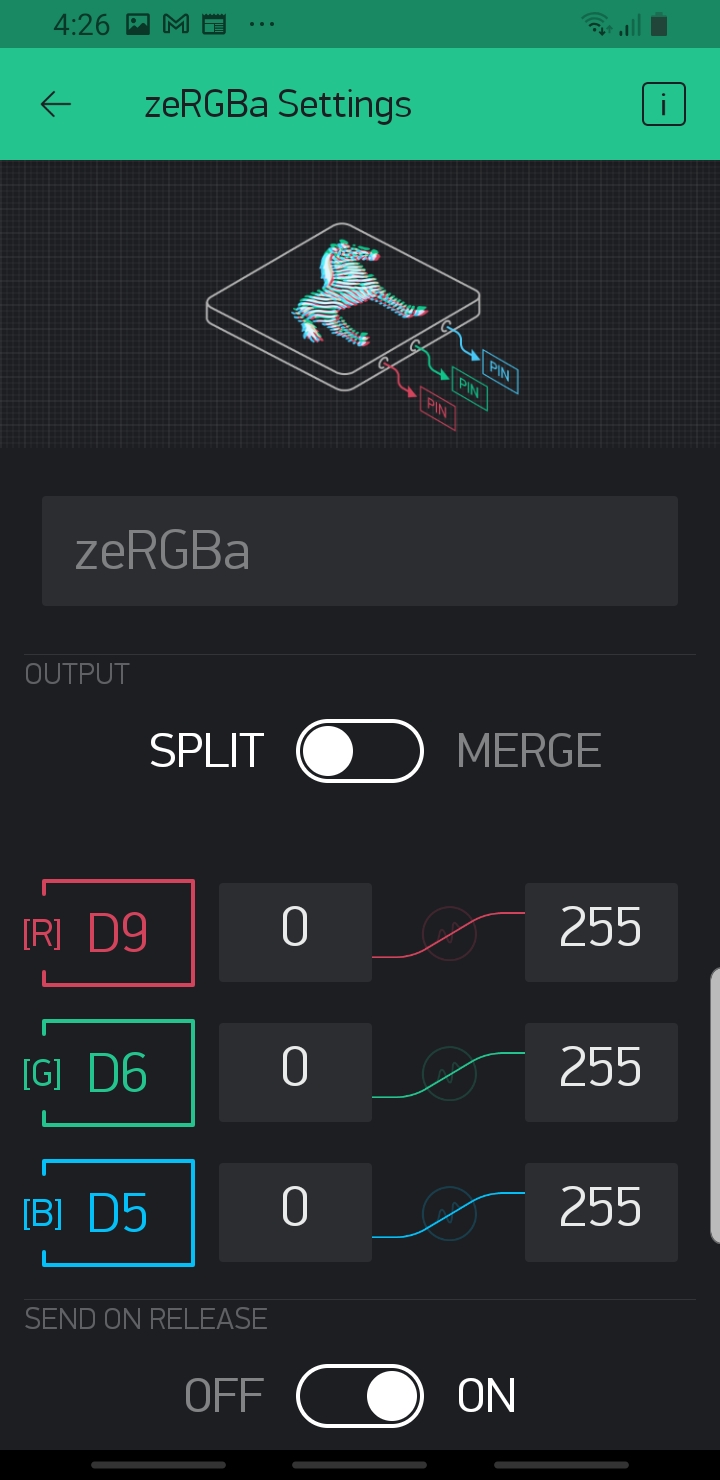 4:26
zeRGBa Settings
i
PIN
PIN
PIN
zeRGBa
OUTPUT
SPLIT MERGE
[R] D9 0 255
[G] D6 0 255
[B] D5 0 255
SEND ON RELEASE
OFF ON